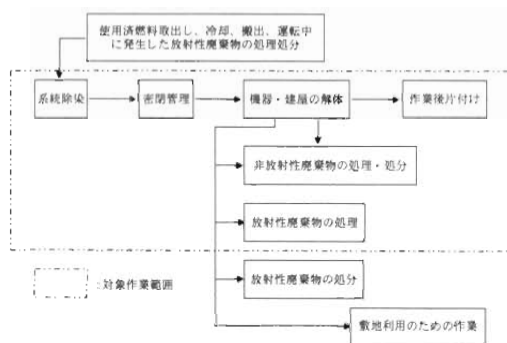 使用済燃料取出し、冷却、搬出、運転中
に発生した放射性廃棄物の処理処分
系統除染
密閉管理
機器・建屋の解体
作業後片付け
非放射性廃棄物の処理・処分
放射性廃棄物の処理
放射性廃棄物の処分
:対象作業範囲
敷地利用のための作業